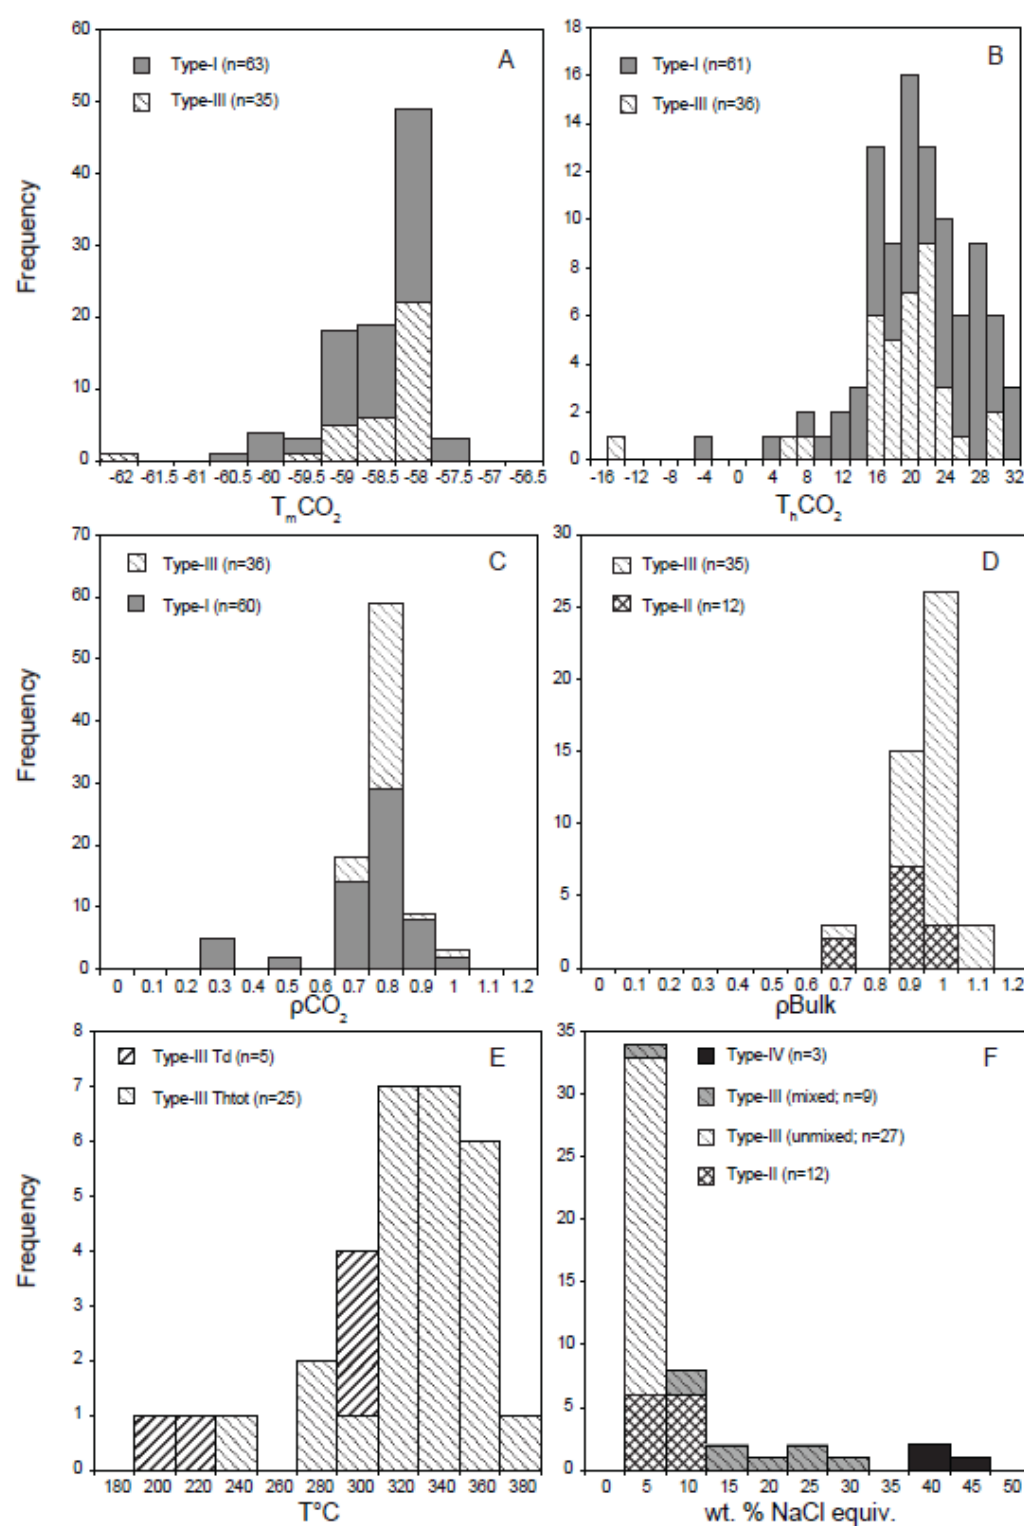 60
50
40
30
20
10
0
Frequency
Type-I (n=63)
Type-III (n=35)
A
-62 -61.5 -61 -60.5 -60 -59.5 -59 -58.5 -58 -57.5 -57 -56.5
TmCO2
18
16
14
12
10
8
6
4
2
0
Type-I (n=61)
Type-III (n=36)
B
-16 -12 -8 -4 0 4 8 12 16 20 24 28 32
ThCO2
70
60
50
40
30
20
10
0
Frequency
Type-III (n=36)
Type-I (n=60)
C
0 0.1 0.2 0.3 0.4 0.5 0.6 0.7 0.8 0.9 1 1.1 1.2
ρCO2
30
25
20
15
10
5
0
Type-III (n=35)
Type-II (n=12)
D
0 0.1 0.2 0.3 0.4 0.5 0.6 0.7 0.8 0.9 1 1.1 1.2
ρBulk
8
7
6
5
4
3
2
1
0
Frequency
Type-III Td (n=5)
Type-III Thtot (n=25)
E
180 200 220 240 260 280 300 320 340 360 380
T°C
35
30
25
20
15
10
5
0
Type-IV (n=3)
Type-III (mixed; n=9)
Type-III (unmixed; n=27)
Type-II (n=12)
F
0 5 10 15 20 25 30 35 40 45 50
wt. % NaCl equiv.